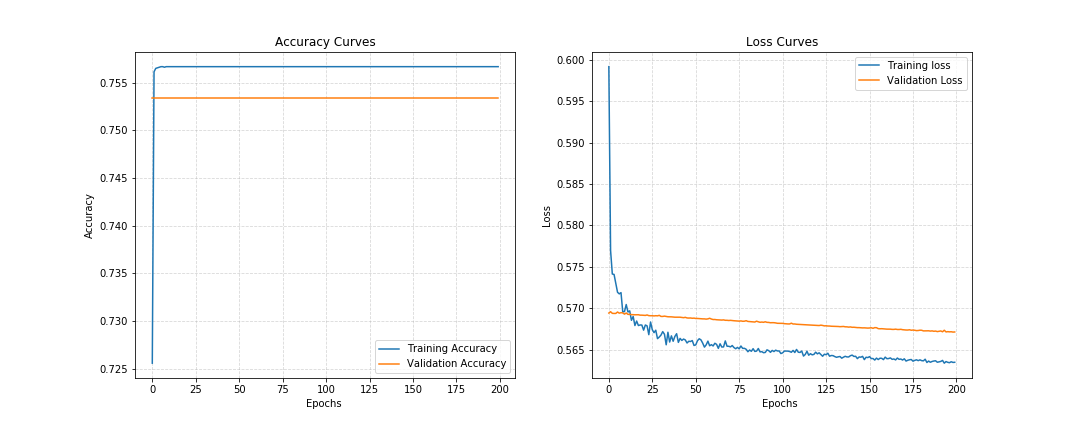 Accuracy Curves
0.755
0.750
0.745
0.740
0.735
0.730
0.725
Accuracy
0 25 50 75 100 125 150 175 200
Epochs
Training Accuracy
Validation Accuracy
Loss Curves
0.600
0.595
0.590
0.585
0.580
0.575
0.570
0.565
Loss
0 25 50 75 100 125 150 175 200
Epochs
Training loss
Validation Loss